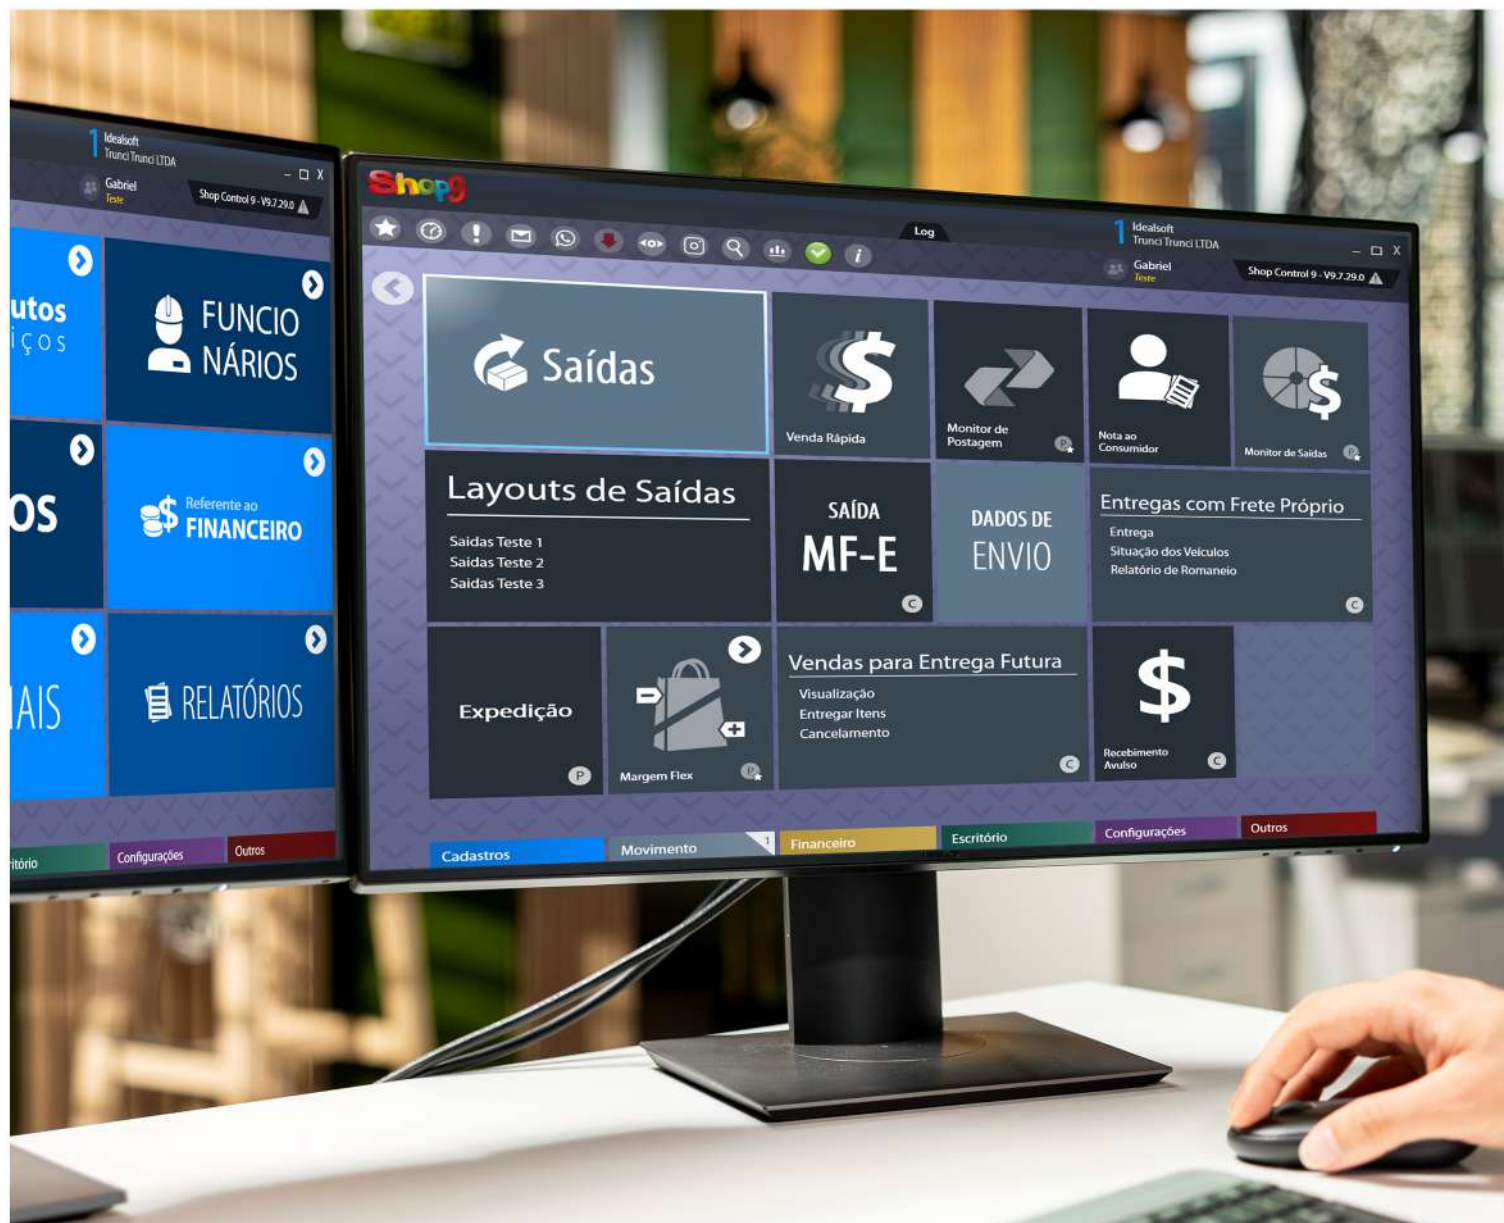 1 Idealsoft
Trunci Trunci LTDA
Gabriel
Teste
Shop Control 9 - V9.7.29.0
utos
iços
FUNCIO
NÁRIOS
OS
Referente ao
FINANCEIRO
IAIS
RELATÓRIOS
itório
Configurações
Outros
Shop9
Log
1 Idealsoft
Trunci Trunci LTDA
Gabriel
Teste
Shop Control 9 - V9.7.29.0
Saídas
Venda Rápida
Monitor de
Postagem
P
Nota ao
Consumidor
Monitor de Saídas
P
Layouts de Saídas
Saidas Teste 1
Saidas Teste 2
Saidas Teste 3
SAÍDA
MF-E
C
DADOS DE
ENVIO
Entregas com Frete Próprio
Entrega
Situação dos Veículos
Relatório de Romaneio
C
Expedição
P
Margem Flex
P
Vendas para Entrega Futura
Visualização
Entregar Itens
Cancelamento
C
Recebimento
Avulso
C
Cadastros
Movimento
1
Financeiro
Escritório
Configurações
Outros